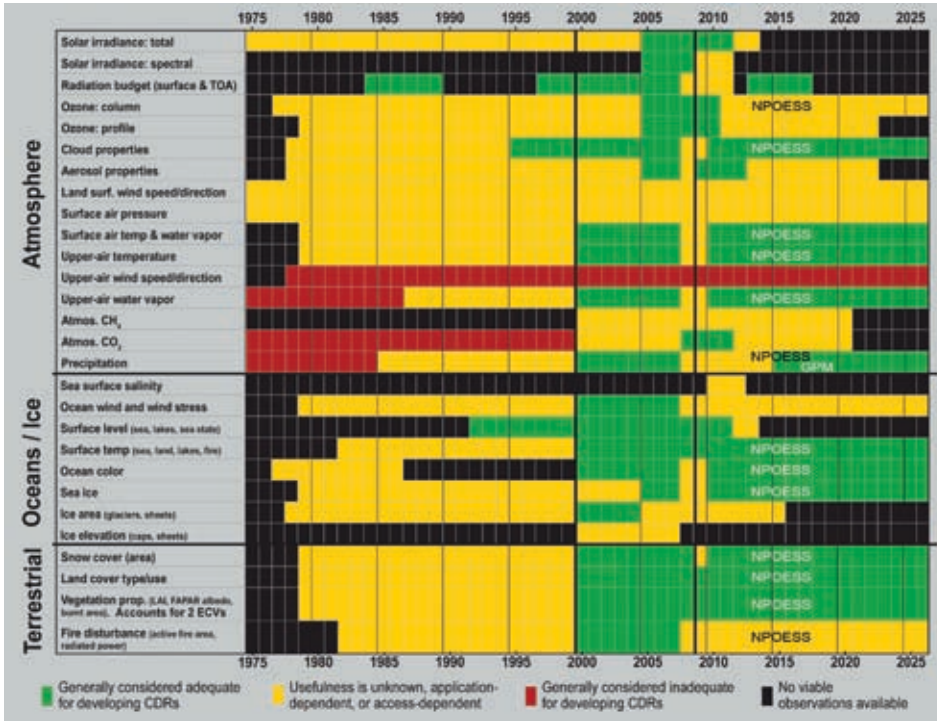 1975 1980 1985 1990 1995 2000 2005 2010 2015 2020 2025
Atmosphere
Solar irradiance: total
Solar irradiance: spectral
Radiation budget (surface & TOA)
Ozone: column NPOESS
Ozone: profile
Cloud properties NPOESS
Aerosol properties
Land surf. wind speed/direction
Surface air pressure
Surface air temp & water vapor NPOESS
Upper-air temperature NPOESS
Upper-air wind speed/direction
Upper-air water vapor NPOESS
Atmos. CH4
Atmos. CO2
Precipitation NPOESS
GPM
Oceans / Ice
Sea surface salinity
Ocean wind and wind stress
Surface level (sea, lakes, sea state)
Surface temp (sea, land, lakes, fire) NPOESS
Ocean color NPOESS
Sea Ice NPOESS
Ice area (glaciers, sheets)
Ice elevation (caps, sheets)
Terrestrial
Snow cover (area) NPOESS
Land cover type/use NPOESS
Vegetation prop. (LAI, FAPAR albedo,
burnt area). Accounts for 2 ECVs NPOESS
Fire disturbance (active fire area,
radiated power) NPOESS
1975 1980 1985 1990 1995 2000 2005 2010 2015 2020 2025
Generally considered adequate
for developing CDRs
Usefulness is unknown, application-
dependent, or access-dependent
Generally considered inadequate
for developing CDRs
No viable
observations available